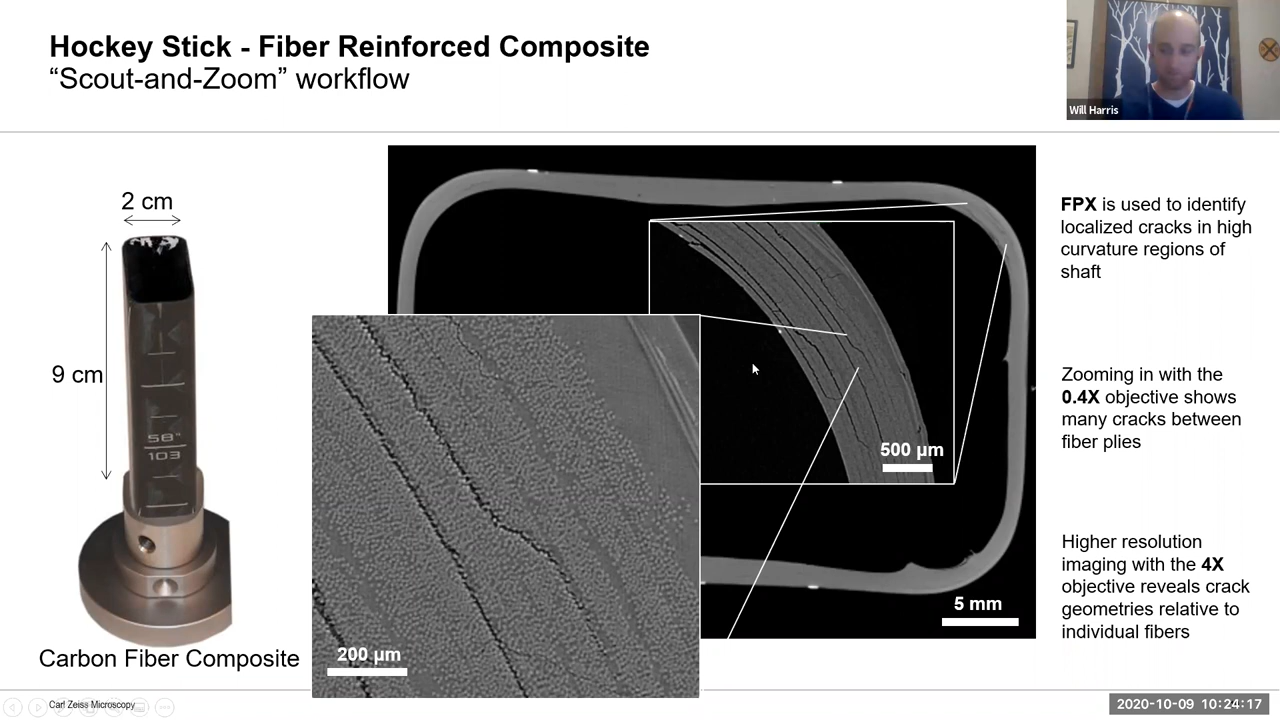 Hockey Stick - Fiber Reinforced Composite
“Scout-and-Zoom” workflow
Will Harris
2 cm
9 cm
58"
103
Carbon Fiber Composite
500 µm
5 mm
200 µm
FPX is used to identify
localized cracks in high
curvature regions of
shaft
Zooming in with the
0.4X objective shows
many cracks between
fiber plies
Higher resolution
imaging with the 4X
objective reveals crack
geometries relative to
individual fibers
Carl Zeiss Microscopy
2020-10-09 10:24:17